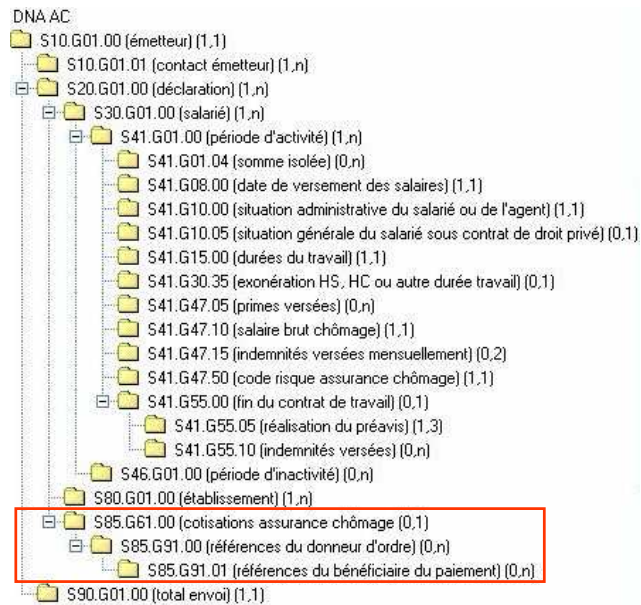 DNA AC
S10.G01.00 (émetteur) (1,1)
S10.G01.01 (contact émetteur) (1,n)
S20.G01.00 (déclaration) (1,n)
S30.G01.00 (salarié) (1,n)
S41.G01.00 (période d'activité) (1,n)
S41.G01.04 (somme isolée) (0,n)
S41.G08.00 (date de versement des salaires) (1,1)
S41.G10.00 (situation administrative du salarié ou de l'agent) (1,1)
S41.G10.05 (situation générale du salarié sous contrat de droit privé) (0,1)
S41.G15.00 (durées du travail) (1,1)
S41.G30.35 (exonération HS, HC ou autre durée travail) (0,1)
S41.G47.05 (primes versées) (0,n)
S41.G47.10 (salaire brut chômage) (1,1)
S41.G47.15 (indemnités versées mensuellement) (0,2)
S41.G47.50 (code risque assurance chômage) (1,1)
S41.G55.00 (fin du contrat de travail) (0,1)
S41.G55.05 (réalisation du préavis) (1,3)
S41.G55.10 (indemnités versées) (0,n)
S46.G01.00 (période d'inactivité) (0,n)
S80.G01.00 (établissement) (1,n)
S85.G61.00 (cotisations assurance chômage (0,1)
S85.G91.00 (références du donneur d'ordre) (0,n)
S85.G91.01 (références du bénéficiaire du paiement) (0,n)
S90.G01.00 (total envoi) (1,1)